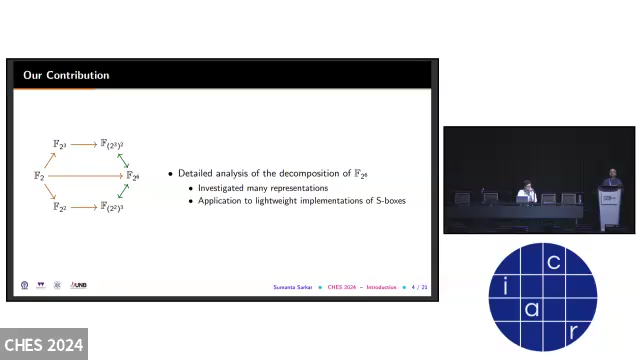 Our Contribution
𝔽_{2^3} → 𝔽_{(2^3)^2}
𝔽_2 → 𝔽_{2^6}
𝔽_{2^2} → 𝔽_{(2^2)^3}
• Detailed analysis of the decomposition of 𝔽_{2^6}
• Investigated many representations
• Application to lightweight implementations of S-boxes
UNB
Sumanta Sarkar • CHES 2024 – Introduction • 4 / 21
i a c r
CHES 2024